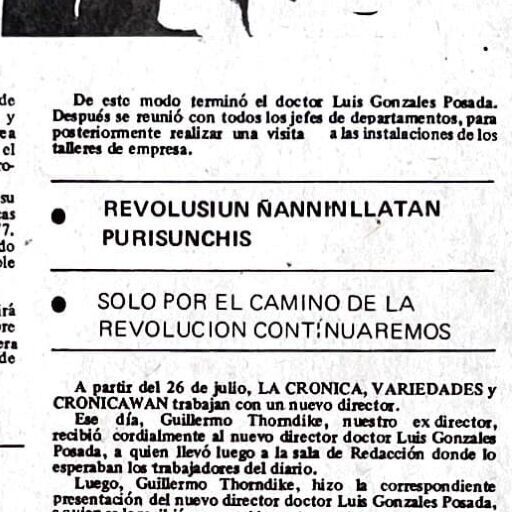 de
y
ea
el
ro-
su
cas
7.
do
ole
irá
ore
era
de
De este modo terminó el doctor Luis Gonzales Posada.
Después se reunió con todos los jefes de departamentos, para
posteriormente realizar una visita a las instalaciones de los
talleres de empresa.
REVOLUSIUN ÑANNINLLATAN
PURISUNCHIS
SOLO POR EL CAMINO DE LA
REVOLUCION CONTÍNUAREMOS
A partir del 26 de julio, LA CRONICA, VARIEDADES y
CRONICAWAN trabajan con un nuevo director.
Ese día, Guillermo Thorndike, nuestro ex director,
recibió cordialmente al nuevo director doctor Luis Gonzales
Posada, a quien llevó luego a la sala de Redacción donde lo
esperaban los trabajadores del diario.
Luego, Guillermo Thorndike, hizo la correspondiente
presentación del nuevo director doctor Luis Gonzales Posada,